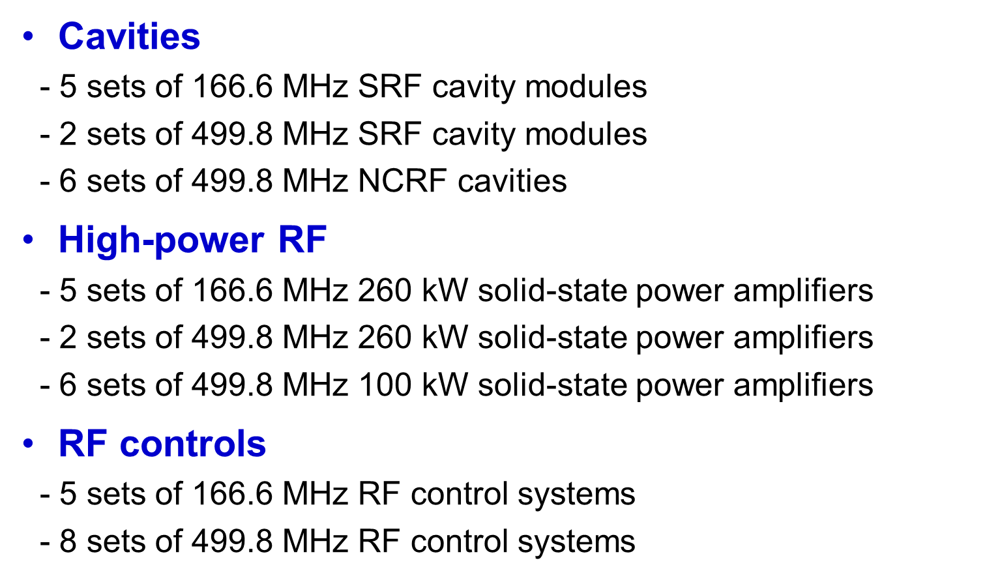 • Cavities
- 5 sets of 166.6 MHz SRF cavity modules
- 2 sets of 499.8 MHz SRF cavity modules
- 6 sets of 499.8 MHz NCRF cavities
• High-power RF
- 5 sets of 166.6 MHz 260 kW solid-state power amplifiers
- 2 sets of 499.8 MHz 260 kW solid-state power amplifiers
- 6 sets of 499.8 MHz 100 kW solid-state power amplifiers
• RF controls
- 5 sets of 166.6 MHz RF control systems
- 8 sets of 499.8 MHz RF control systems